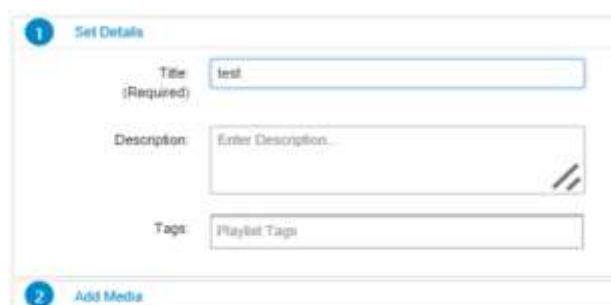 1 Set Details
Title test
(Required)
Description: Enter Description...
Tags: Playlist Tags
2 Add Media